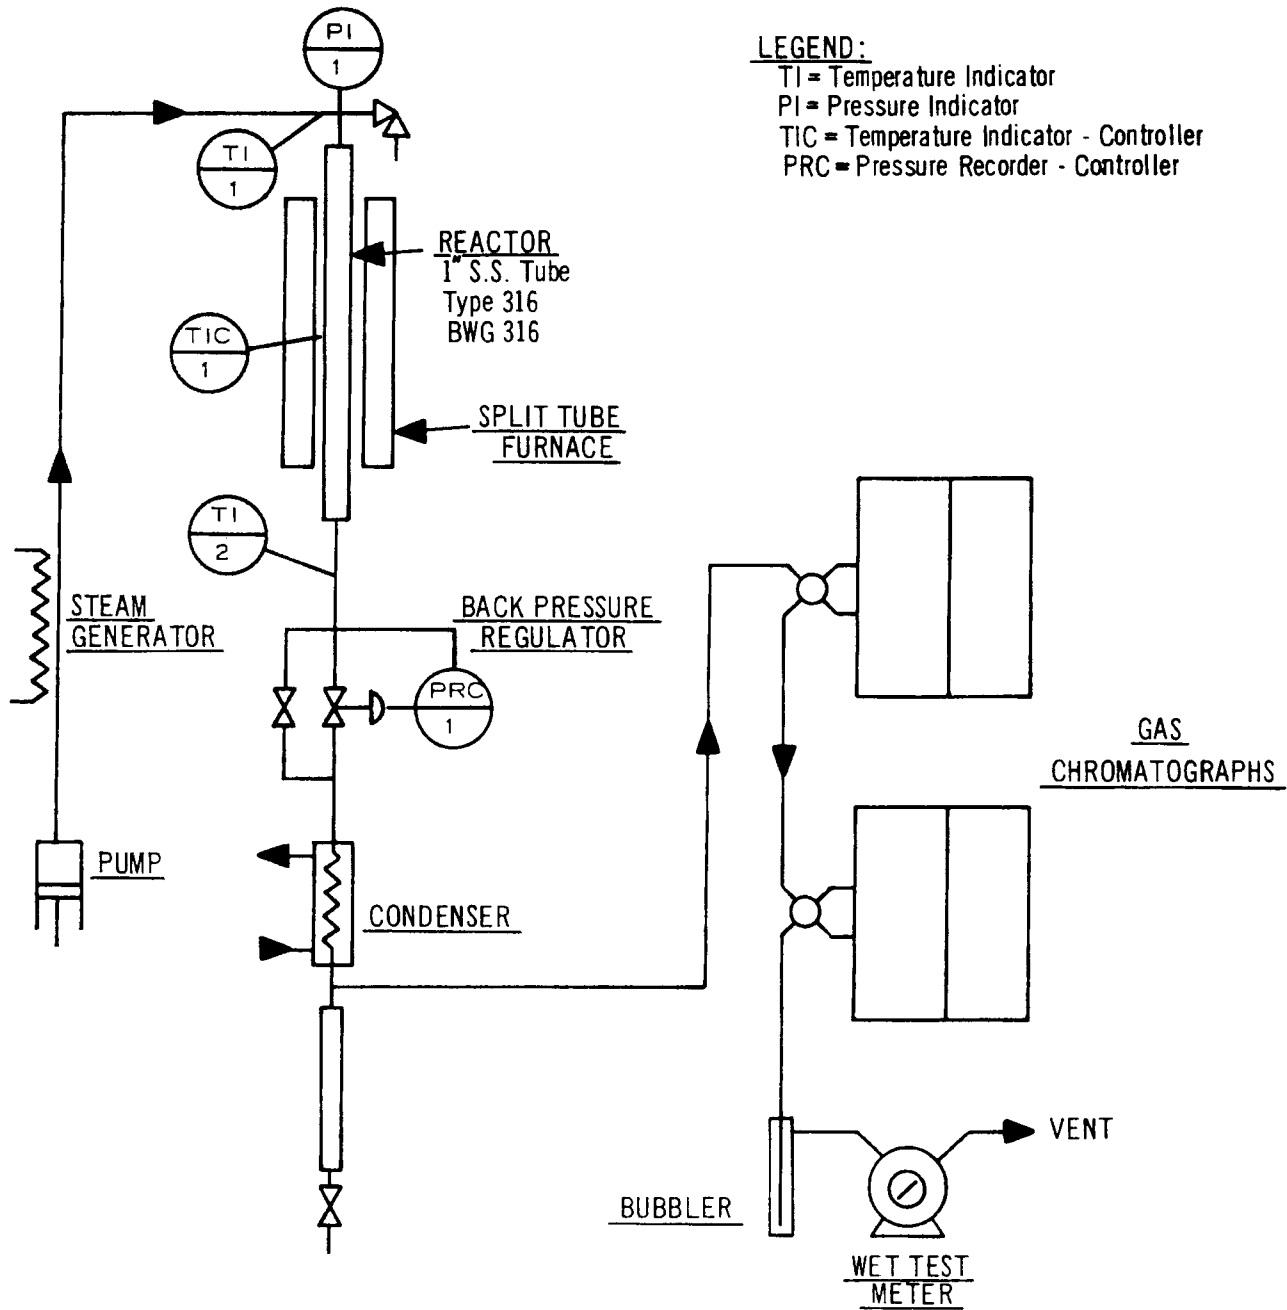 PI
1
LEGEND:
TI = Temperature Indicator
PI = Pressure Indicator
TIC = Temperature Indicator - Controller
PRC = Pressure Recorder - Controller
TI
1
REACTOR
1" S.S. Tube
Type 316
BWG 316
TIC
1
SPLIT TUBE
FURNACE
TI
2
STEAM
GENERATOR
BACK PRESSURE
REGULATOR
PRC
1
GAS
CHROMATOGRAPHS
PUMP
CONDENSER
VENT
BUBBLER
WET TEST
METER